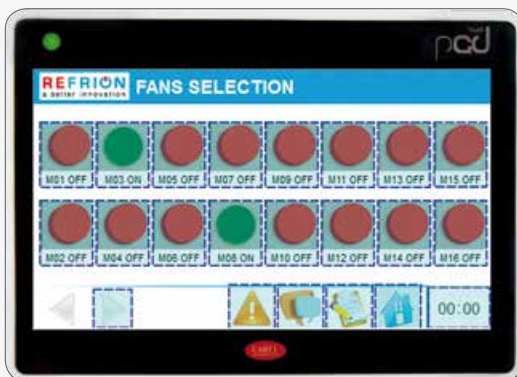 pGD
REFRION
a better innovation
FANS SELECTION
M01 OFF M03 ON M05 OFF M07 OFF M09 OFF M11 OFF M13 OFF M15 OFF
M02 OFF M04 OFF M06 OFF M08 ON M10 OFF M12 OFF M14 OFF M16 OFF
00:00
CAREL